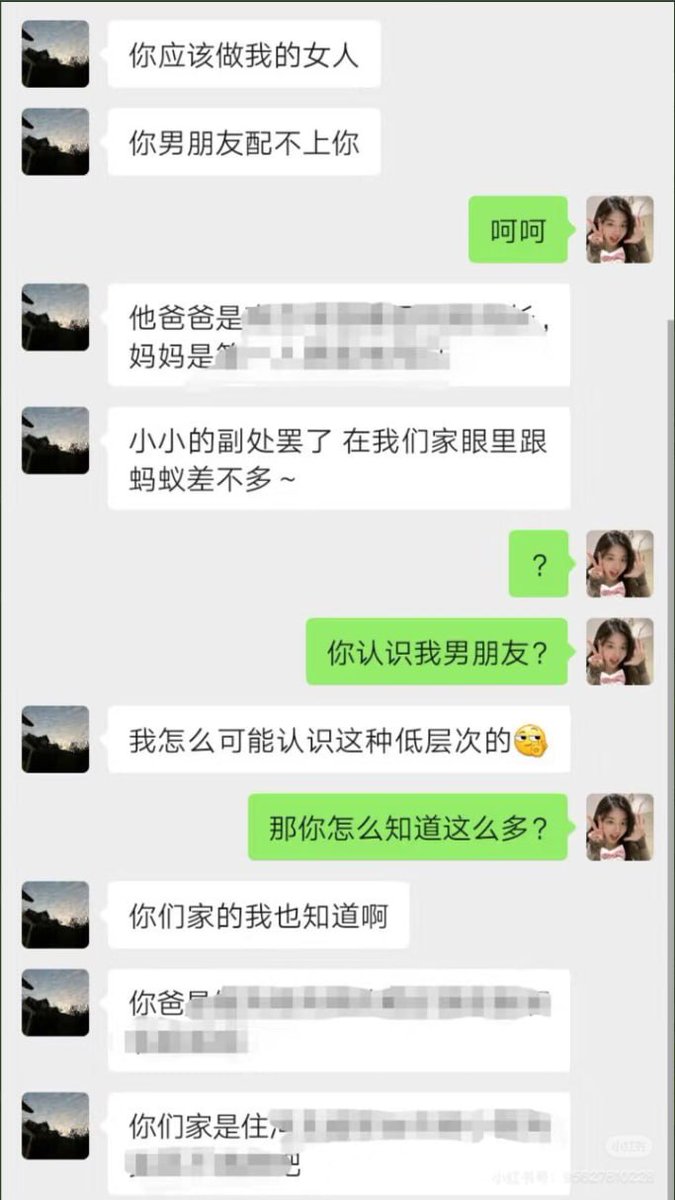 你应该做我的女人
你男朋友配不上你
呵呵
他爸爸是
妈妈是
小小的副处罢了 在我们家眼里跟
蚂蚁差不多～
?
你认识我男朋友?
我怎么可能认识这种低层次的
那你怎么知道这么多?
你们家的我也知道啊
你爸是
你们家是住
吧
小红书
小红书号：95627810226